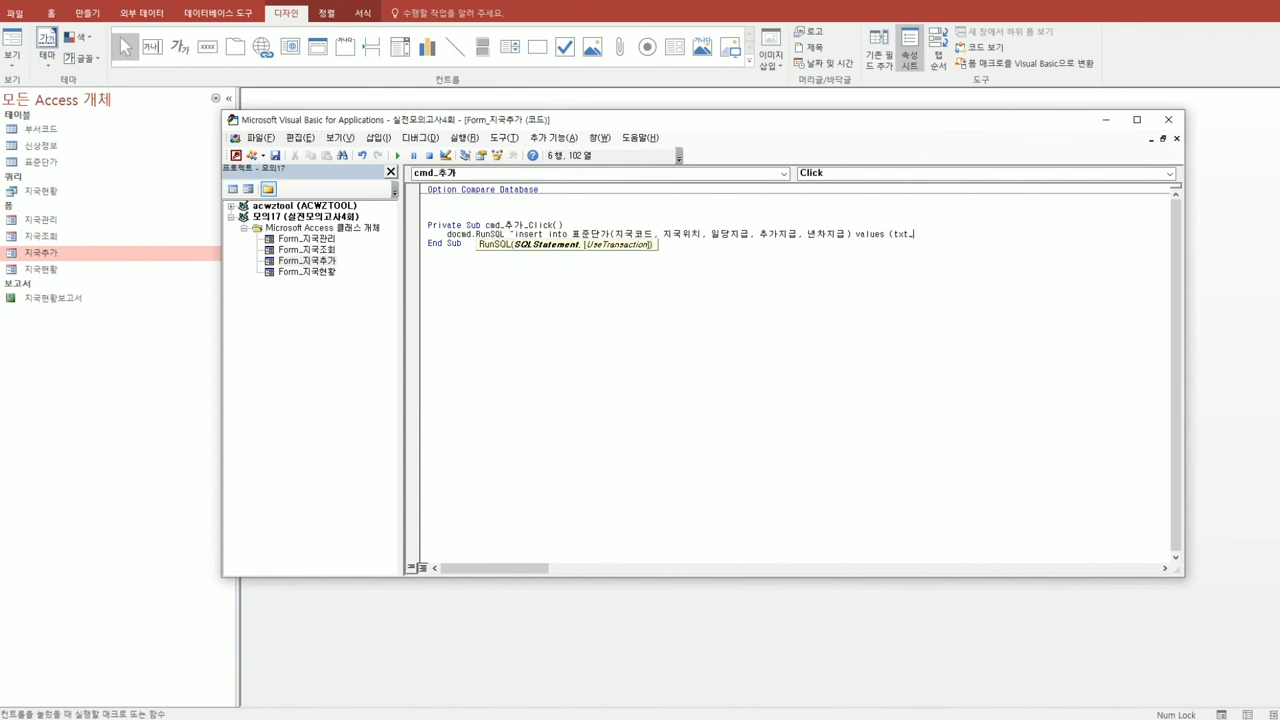 파일 홈 만들기 외부 데이터 데이터베이스 도구 디자인 정렬 서식 수행할 작업을 알려 주세요.
보기
보기
가가
테마
색
글꼴
테마
가나
가가
XXXX
가나
가나다
컨트롤
이미지
삽입
로고
제목
날짜 및 시간
머리글/바닥글
기존 필
드 추가
속성
시트
탭
순서
새 창에서 하위 폼 보기
코드 보기
폼 매크로를 Visual Basic으로 변환
도구
모든 Access 개체
테이블
부서코드
신상정보
표준단가
쿼리
지국현황
폼
지국관리
지국조회
지국추가
지국현황
보고서
지국현황보고서
Microsoft Visual Basic for Applications - 실전모의고사4회 - [Form_지국추가 (코드)]
파일(F) 편집(E) 보기(V) 삽입(I) 디버그(D) 실행(R) 도구(T) 추가 기능(A) 창(W) 도움말(H)
6 행, 102 열
프로젝트 - 모의17
acwztool (ACWZTOOL)
모의17 (실전모의고사4회)
Microsoft Access 클래스 개체
Form_지국관리
Form_지국조회
Form_지국추가
Form_지국현황
cmd_추가 Click
Option Compare Database
Private Sub cmd_추가_Click()
docmd.RunSQL "insert into 표준단가(지국코드, 지국위치, 일당지급, 추가지급, 년차지급) values (txt_
End Sub
RunSQL(SQLStatement, [UseTransaction])
컨트롤을 눌렀을 때 실행할 매크로 또는 함수
Num Lock